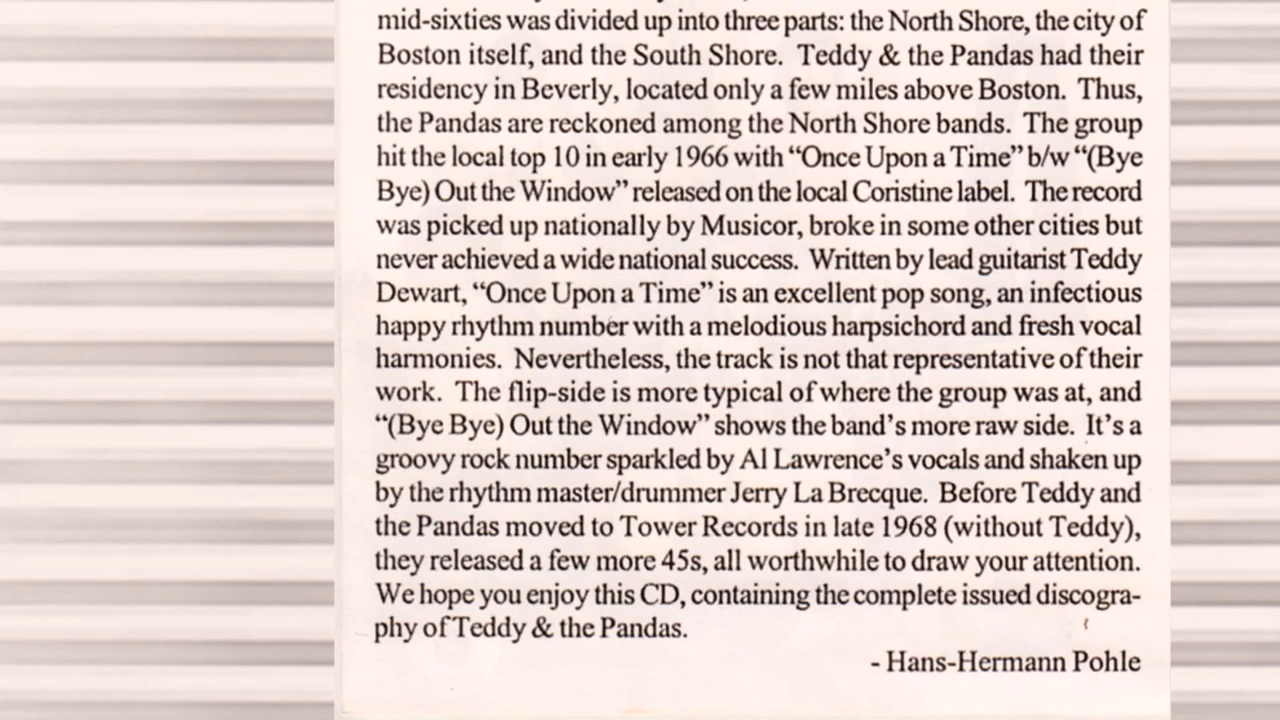 mid-sixties was divided up into three parts: the North Shore, the city of
Boston itself, and the South Shore. Teddy & the Pandas had their
residency in Beverly, located only a few miles above Boston. Thus,
the Pandas are reckoned among the North Shore bands. The group
hit the local top 10 in early 1966 with “Once Upon a Time” b/w “(Bye
Bye) Out the Window” released on the local Coristine label. The record
was picked up nationally by Musicor, broke in some other cities but
never achieved a wide national success. Written by lead guitarist Teddy
Dewart, “Once Upon a Time” is an excellent pop song, an infectious
happy rhythm number with a melodious harpsichord and fresh vocal
harmonies. Nevertheless, the track is not that representative of their
work. The flip-side is more typical of where the group was at, and
“(Bye Bye) Out the Window” shows the band’s more raw side. It’s a
groovy rock number sparkled by Al Lawrence’s vocals and shaken up
by the rhythm master/drummer Jerry La Brecque. Before Teddy and
the Pandas moved to Tower Records in late 1968 (without Teddy),
they released a few more 45s, all worthwhile to draw your attention.
We hope you enjoy this CD, containing the complete issued discogra-
phy of Teddy & the Pandas.
- Hans-Hermann Pohle